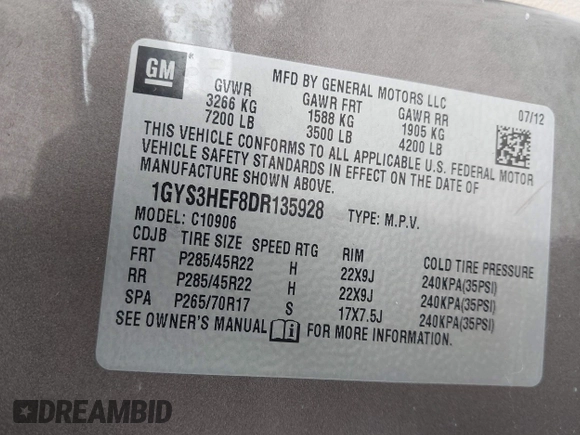 GM
MFD BY GENERAL MOTORS LLC
07/12
GVWR GAWR FRT GAWR RR
3266 KG 1588 KG 1905 KG
7200 LB 3500 LB 4200 LB
THIS VEHICLE CONFORMS TO ALL APPLICABLE U.S. FEDERAL MOTOR
VEHICLE SAFETY STANDARDS IN EFFECT ON THE DATE OF
MANUFACTURE SHOWN ABOVE.
1GYS3HEF8DR135928 TYPE: M.P.V.
MODEL: C10906
CDJB TIRE SIZE SPEED RTG RIM COLD TIRE PRESSURE
FRT P285/45R22 H 22X9J 240KPA(35PSI)
RR P285/45R22 H 22X9J 240KPA(35PSI)
SPA P265/70R17 S 17X7.5J 240KPA(35PSI)
SEE OWNER'S MANUAL FOR MORE INFORMATION.
DREAMBID